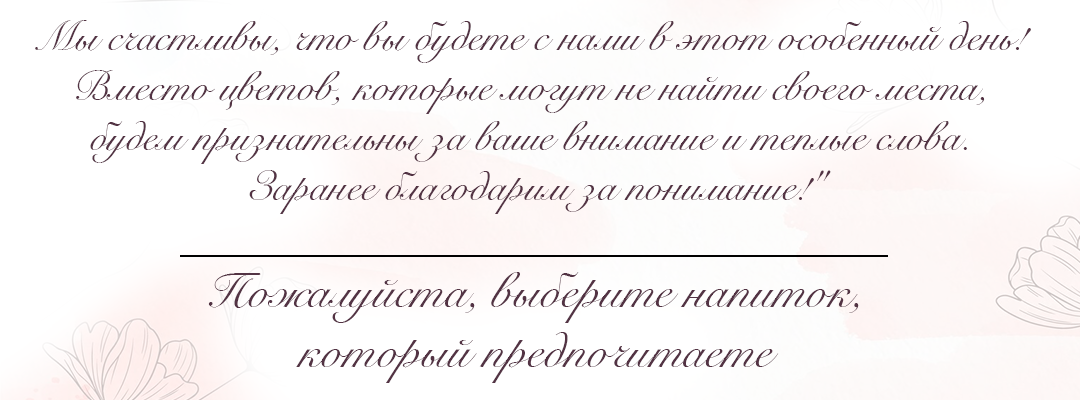 Мы счастливы, что вы будете с нами в этот особенный день!
Вместо цветов, которые могут не найти своего места,
будем признательны за ваше внимание и теплые слова.
Заранее благодарим за понимание!"
Пожалуйста, выберите напиток,
который предпочитаете